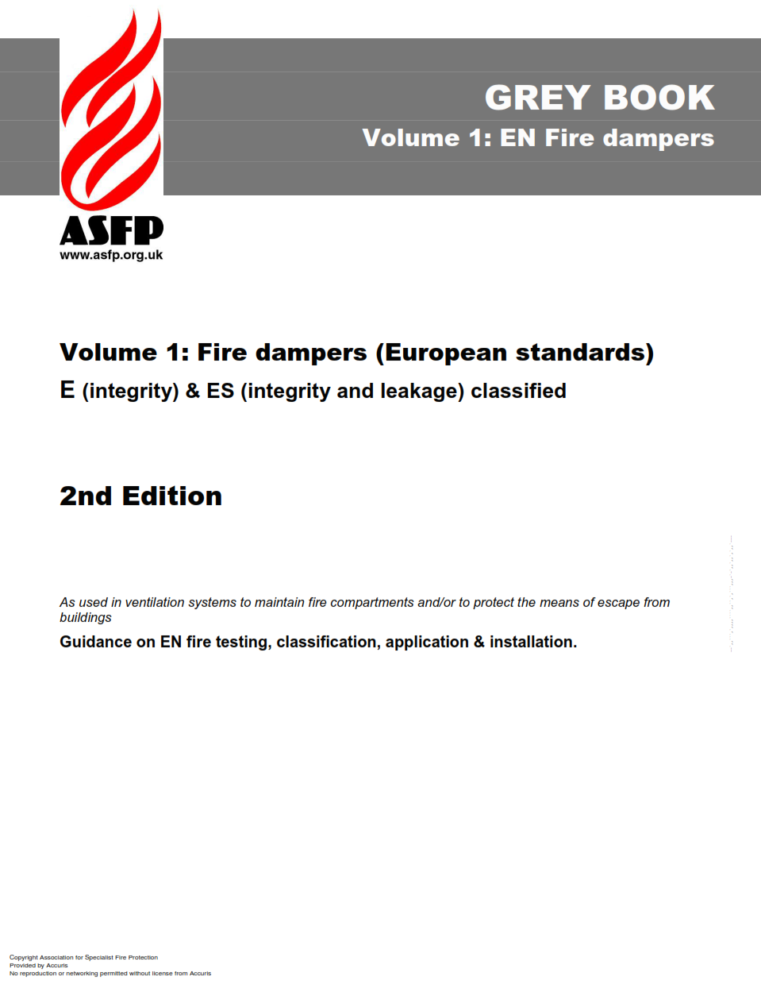 GREY BOOK
Volume 1: EN Fire dampers
ASFP
www.asfp.org.uk
Volume 1: Fire dampers (European standards)
E (integrity) & ES (integrity and leakage) classified
2nd Edition
As used in ventilation systems to maintain fire compartments and/or to protect the means of escape from
buildings
Guidance on EN fire testing, classification, application & installation.
Copyright Association for Specialist Fire Protection
Provided by Accuris
No reproduction or networking permitted without license from Accuris